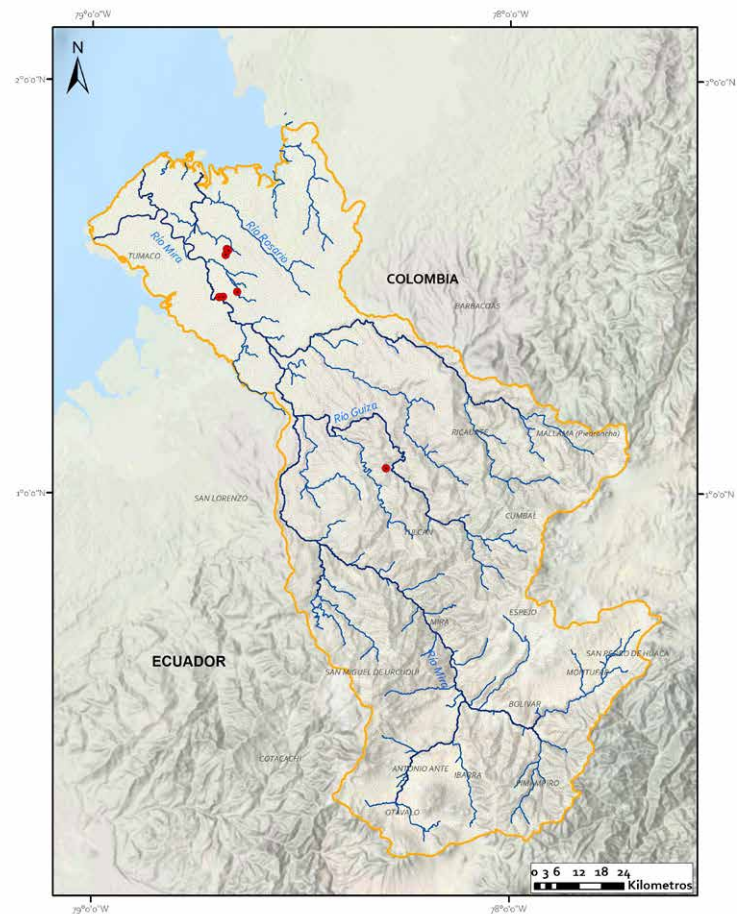 79°0'0"W
78°0'0"W
N
2°0'0"N
2°0'0"N
Río Rosario
Río Mira
TUMACO
COLOMBIA
BARBACOAS
Río Guiza
RICAURTE
MALLAMA (Piedrancha)
1°0'0"N
1°0'0"N
SAN LORENZO
CUMBAL
TULCÁN
ESPEJO
MIRA
SAN PEDRO DE HUACA
ECUADOR
Río Mira
SAN MIGUEL DE URCUQUÍ
MONTÚFAR
BOLÍVAR
COTACACHI
ANTONIO ANTE
IBARRA
PIMAMPIRO
OTAVALO
0 3 6 12 18 24
Kilometros
79°0'0"W
78°0'0"W